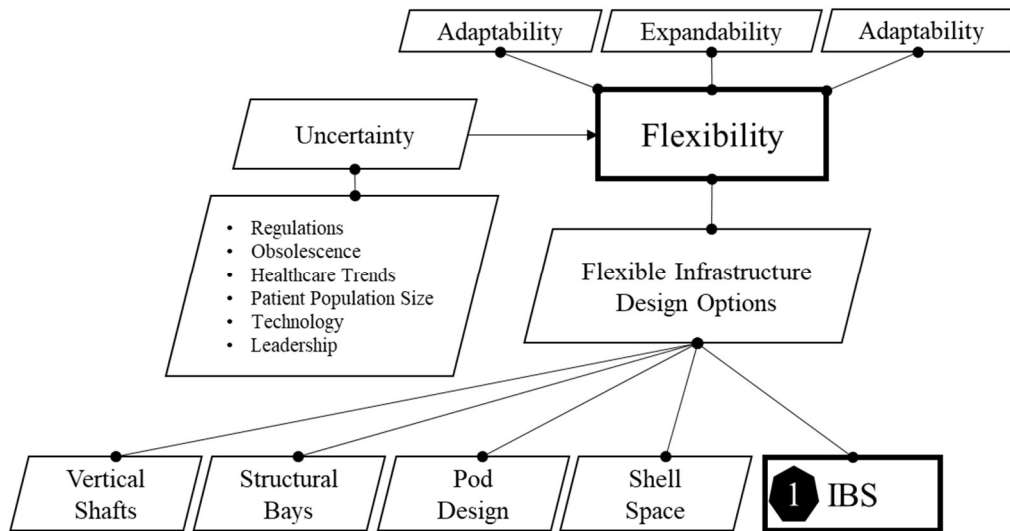 Adaptability
Expandability
Adaptability
Uncertainty
Flexibility
• Regulations
• Obsolescence
• Healthcare Trends
• Patient Population Size
• Technology
• Leadership
Flexible Infrastructure
Design Options
Vertical
Shafts
Structural
Bays
Pod
Design
Shell
Space
1 IBS